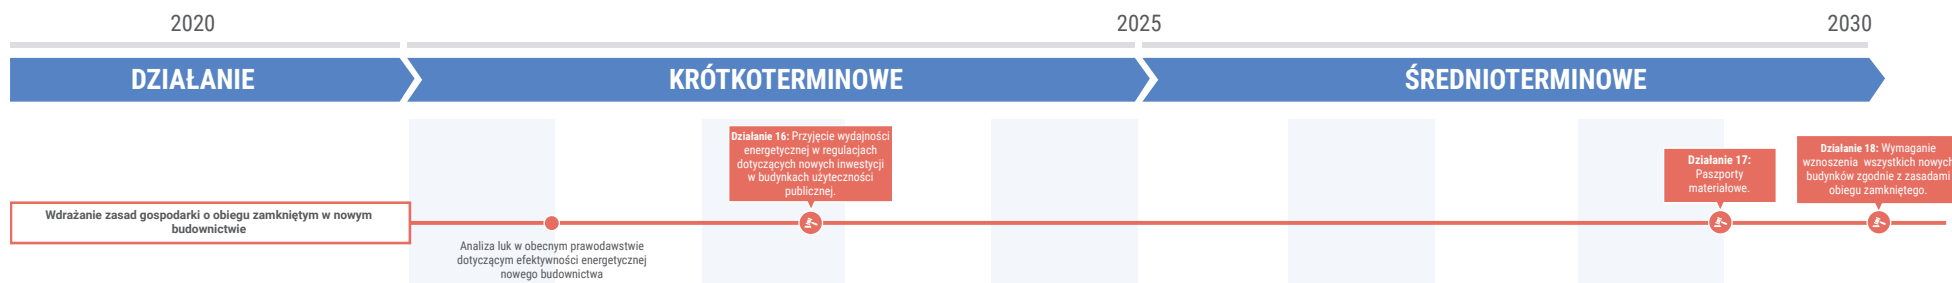 2020
2025
2030
DZIAŁANIE
KRÓTKOTERMINOWE
ŚREDNIOTERMINOWE
Działanie 16: Przyjęcie wydajności
energetycznej w regulacjach
dotyczących nowych inwestycji
w budynkach użyteczności
publicznej.
Działanie 17:
Paszporty
materiałowe.
Działanie 18: Wymaganie
wznoszenia wszystkich nowych
budynków zgodnie z zasadami
obiegu zamkniętego.
Wdrażanie zasad gospodarki o obiegu zamkniętym w nowym
budownictwie
Analiza luk w obecnym prawodawstwie
dotyczącym efektywności energetycznej
nowego budownictwa